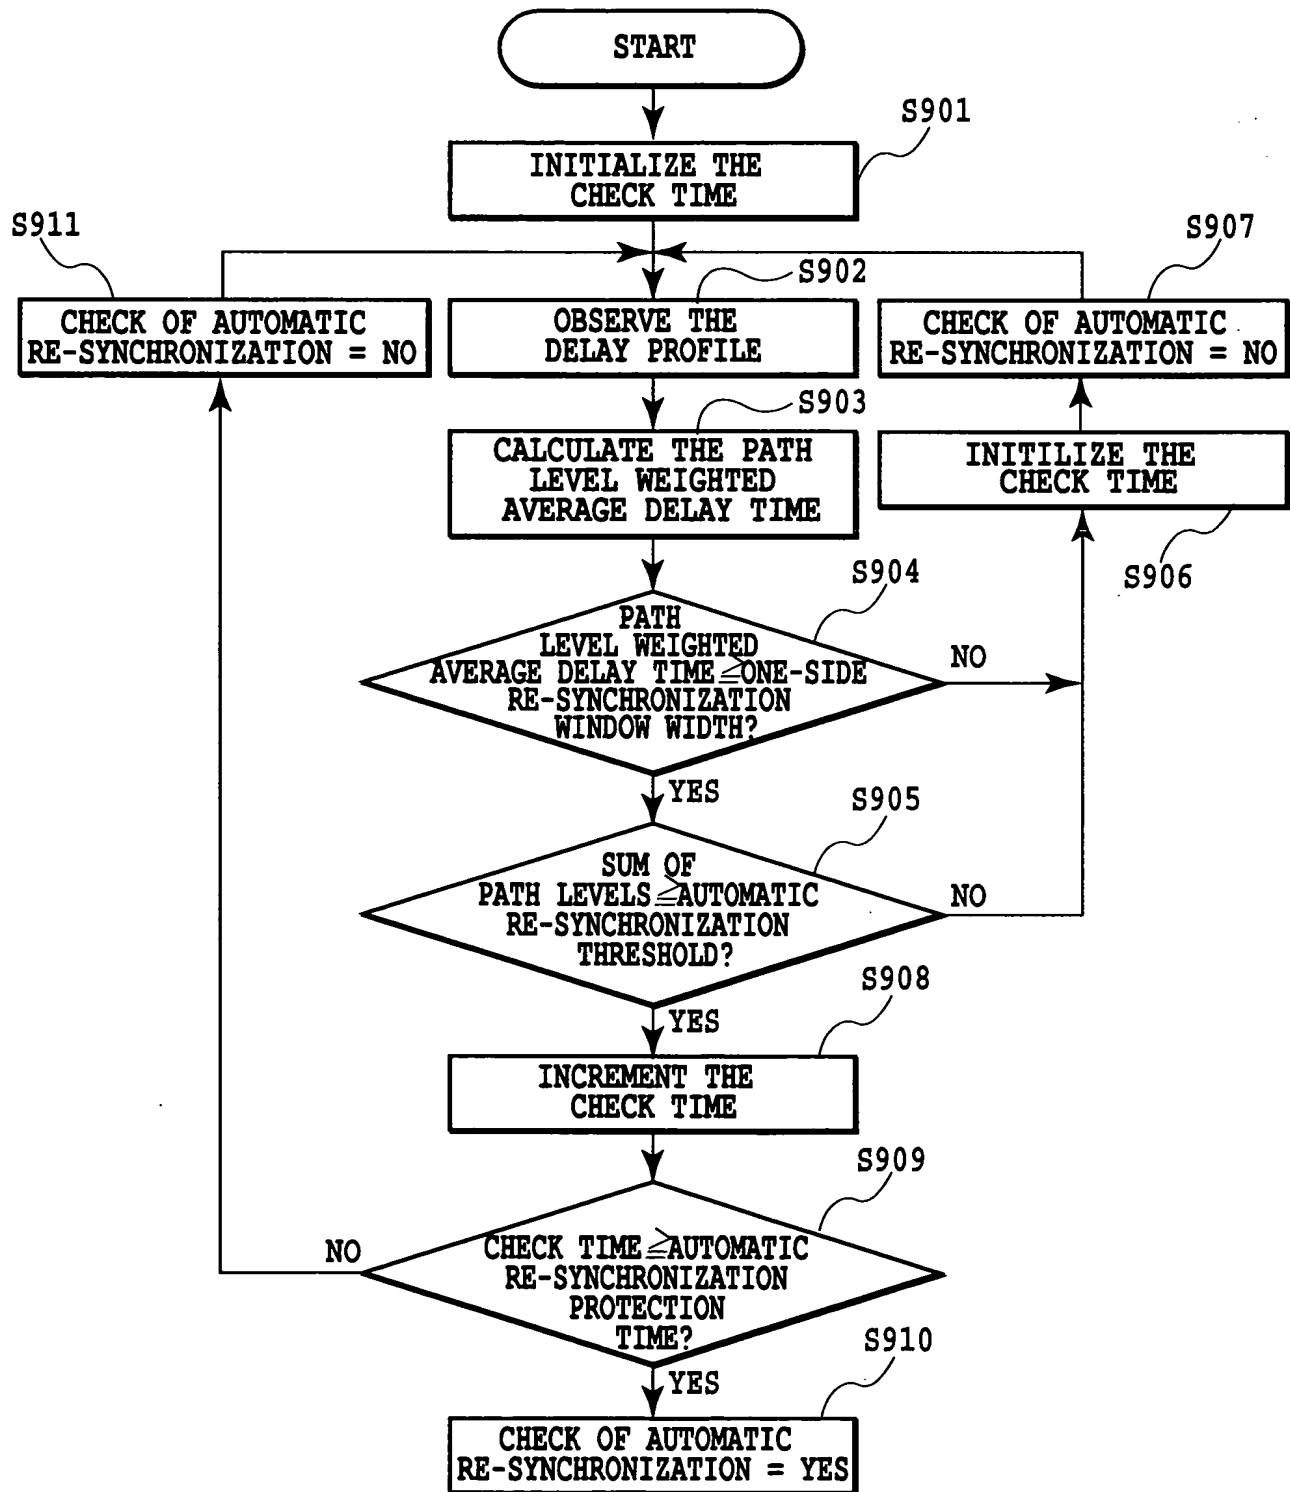 START
S901
INITIALIZE THE
CHECK TIME
S911
S907
S902
CHECK OF AUTOMATIC
RE-SYNCHRONIZATION = NO
OBSERVE THE
DELAY PROFILE
CHECK OF AUTOMATIC
RE-SYNCHRONIZATION = NO
S903
CALCULATE THE PATH
LEVEL WEIGHTED
AVERAGE DELAY TIME
INITILIZE THE
CHECK TIME
S906
S904
PATH
LEVEL WEIGHTED
AVERAGE DELAY TIME≧ONE-SIDE
RE-SYNCHRONIZATION
WINDOW WIDTH?
NO
YES
S905
SUM OF
PATH LEVELS≧AUTOMATIC
RE-SYNCHRONIZATION
THRESHOLD?
NO
YES
S908
INCREMENT THE
CHECK TIME
S909
CHECK TIME≧AUTOMATIC
RE-SYNCHRONIZATION
PROTECTION
TIME?
NO
YES
S910
CHECK OF AUTOMATIC
RE-SYNCHRONIZATION = YES